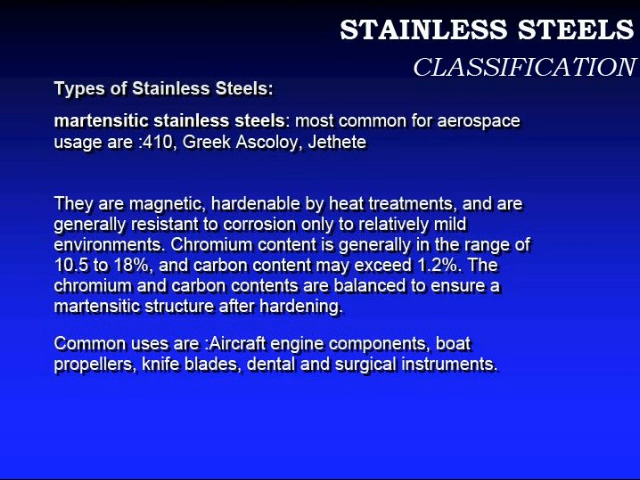 STAINLESS STEELS
CLASSIFICATION
Types of Stainless Steels:
martensitic stainless steels: most common for aerospace
usage are :410, Greek Ascoloy, Jethete
They are magnetic, hardenable by heat treatments, and are
generally resistant to corrosion only to relatively mild
environments. Chromium content is generally in the range of
10.5 to 18%, and carbon content may exceed 1.2%. The
chromium and carbon contents are balanced to ensure a
martensitic structure after hardening.
Common uses are :Aircraft engine components, boat
propellers, knife blades, dental and surgical instruments.